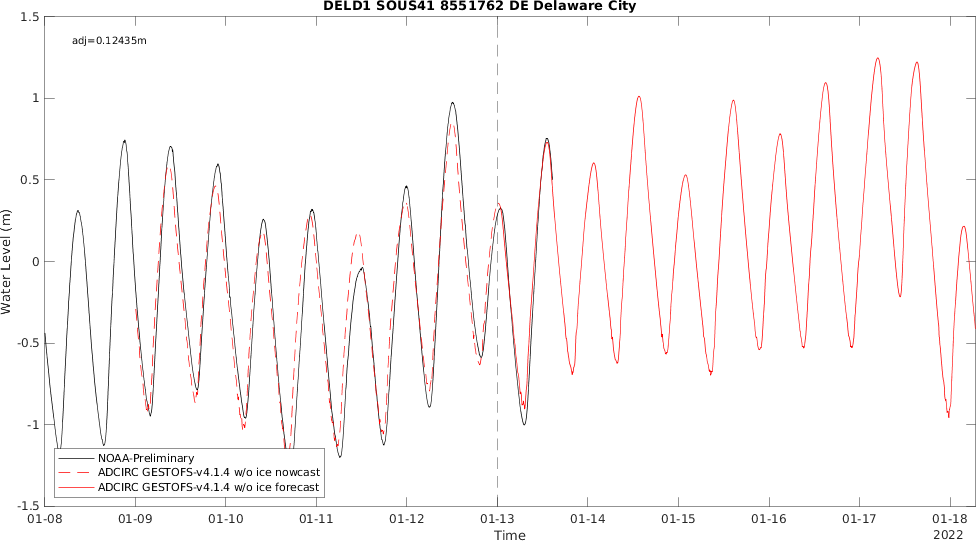 DELD1 SOUS41 8551762 DE Delaware City
adj=0.12435m
1.5
1
0.5
0
-0.5
-1
-1.5
Water Level (m)
NOAA-Preliminary
ADCIRC GESTOFS-v4.1.4 w/o ice nowcast
ADCIRC GESTOFS-v4.1.4 w/o ice forecast
01-08 01-09 01-10 01-11 01-12 01-13 01-14 01-15 01-16 01-17 01-18
Time
2022